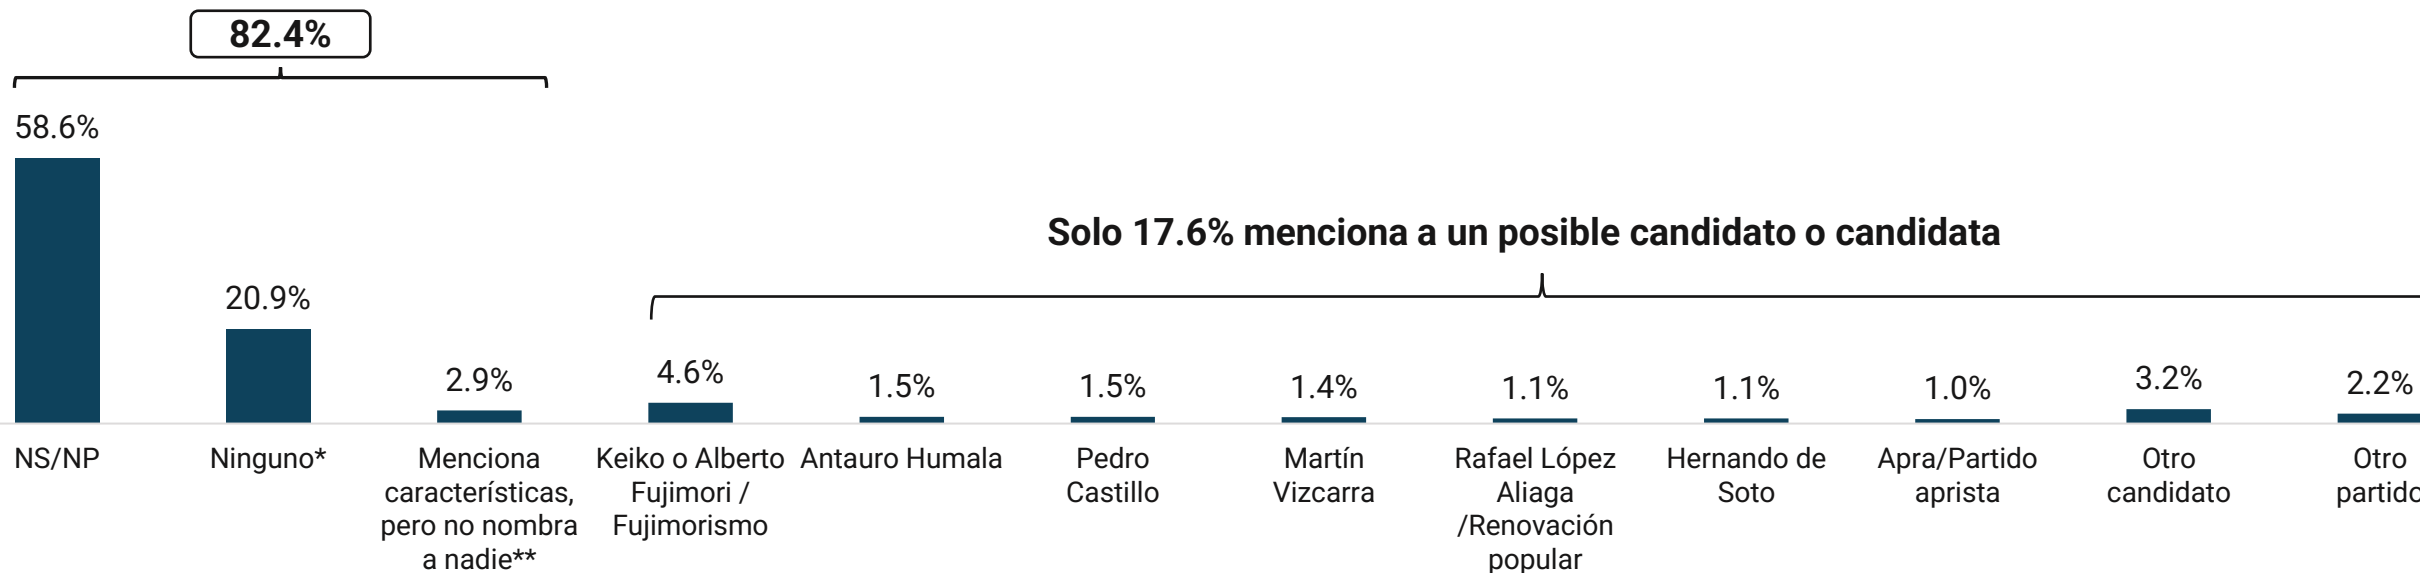 82.4%
58.6%
Solo 17.6% menciona a un posible candidato o candidata
20.9%
2.9%
4.6%
1.5%
1.5%
1.4%
1.1%
1.1%
1.0%
3.2%
2.2%
NS/NP
Ninguno*
Menciona
características,
pero no nombra
a nadie**
Keiko o Alberto
Fujimori /
Fujimorismo
Antauro Humala
Pedro
Castillo
Martín
Vizcarra
Rafael López
Aliaga
/Renovación
popular
Hernando de
Soto
Apra/Partido
aprista
Otro
candidato
Otro
partido